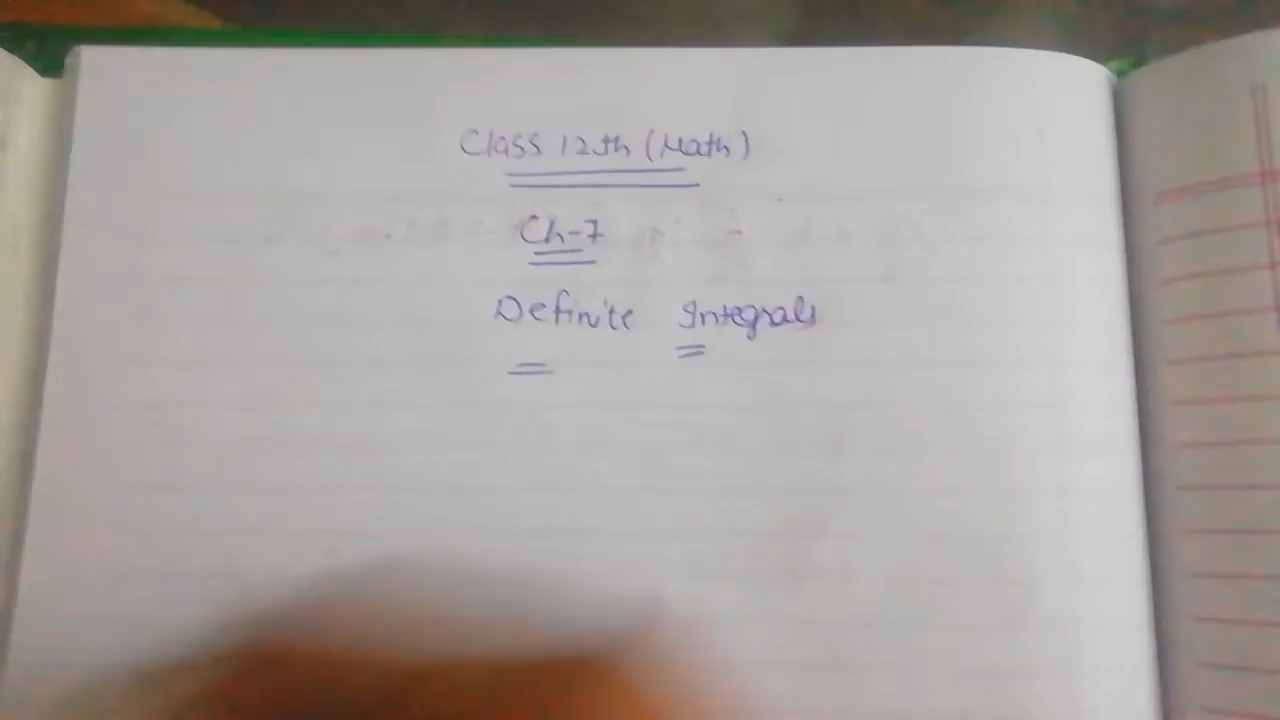 Class 12th (Math)
Ch-7
Definite Integrals